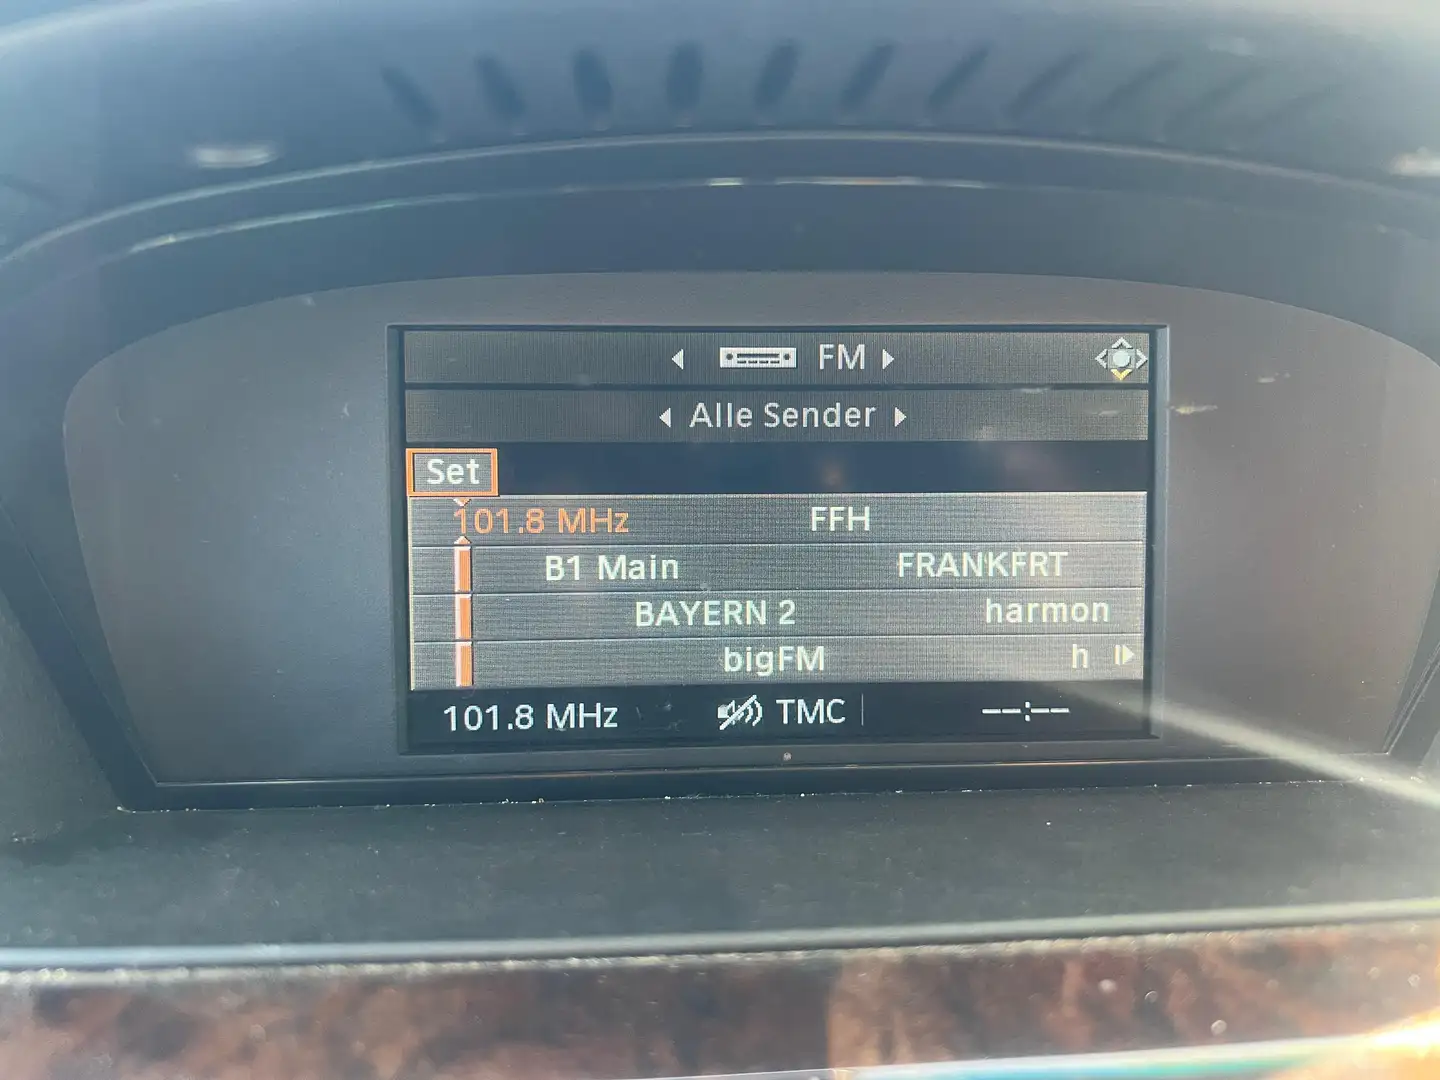 FM
Alle Sender
Set
101.8 MHz FFH
B1 Main FRANKFRT
BAYERN 2 harmon
bigFM h
101.8 MHz TMC --:--